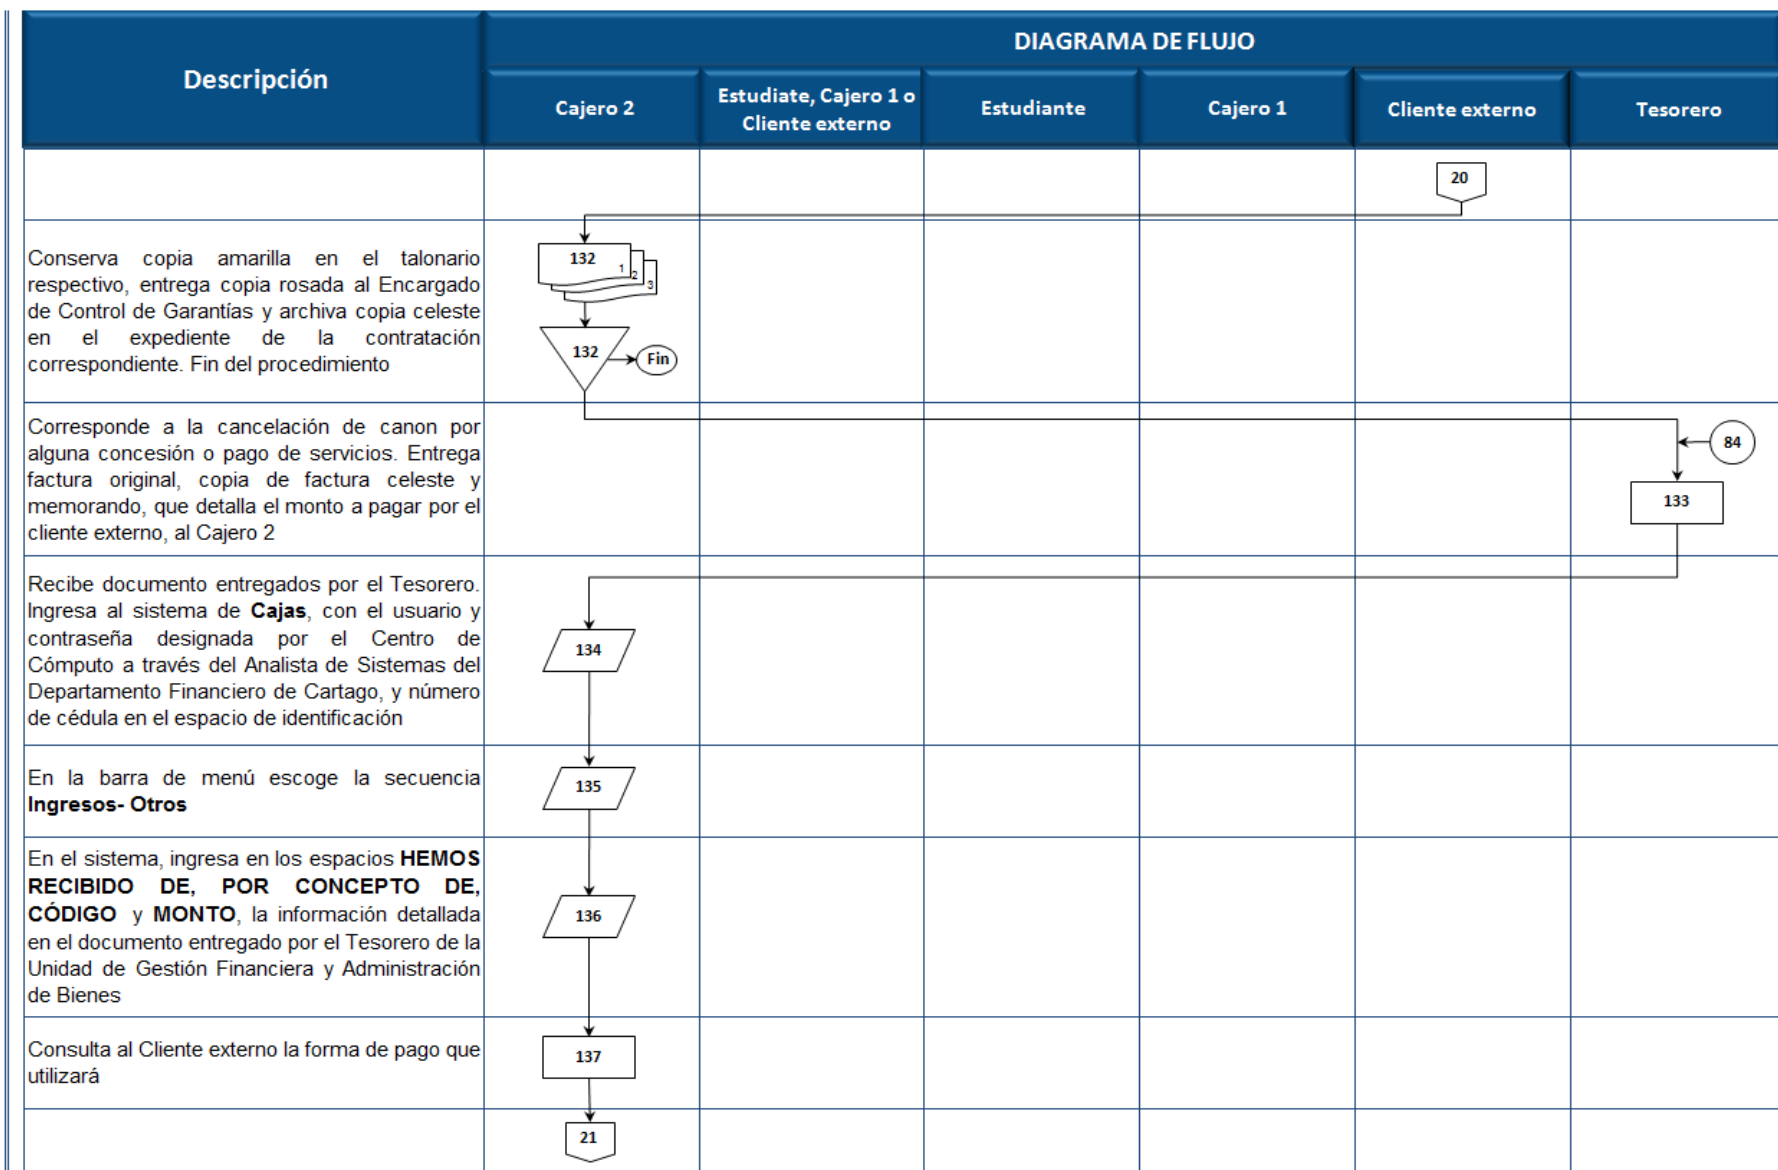 Descripción
DIAGRAMA DE FLUJO
Cajero 2
Estudiate, Cajero 1 o
Cliente externo
Estudiante
Cajero 1
Cliente externo
Tesorero
20
Conserva copia amarilla en el talonario
respectivo, entrega copia rosada al Encargado
de Control de Garantías y archiva copia celeste
en el expediente de la contratación
correspondiente. Fin del procedimiento
132
1
2
3
132
Fin
Corresponde a la cancelación de canon por
alguna concesión o pago de servicios. Entrega
factura original, copia de factura celeste y
memorando, que detalla el monto a pagar por el
cliente externo, al Cajero 2
84
133
Recibe documento entregados por el Tesorero.
Ingresa al sistema de Cajas, con el usuario y
contraseña designada por el Centro de
Cómputo a través del Analista de Sistemas del
Departamento Financiero de Cartago, y número
de cédula en el espacio de identificación
134
En la barra de menú escoge la secuencia
Ingresos- Otros
135
En el sistema, ingresa en los espacios HEMOS
RECIBIDO DE, POR CONCEPTO DE,
CÓDIGO y MONTO, la información detallada
en el documento entregado por el Tesorero de la
Unidad de Gestión Financiera y Administración
de Bienes
136
Consulta al Cliente externo la forma de pago que
utilizará
137
21